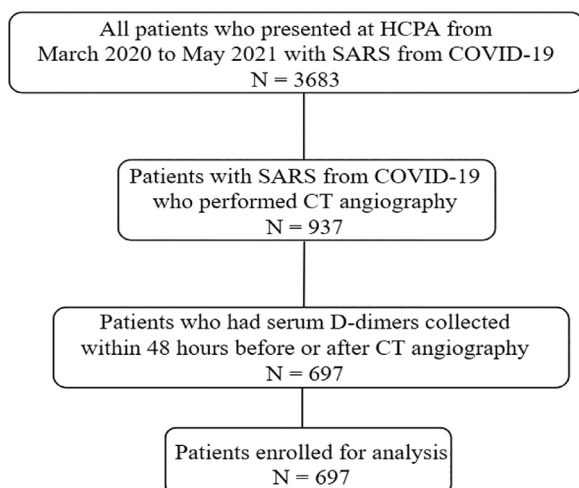 All patients who presented at HCPA from
March 2020 to May 2021 with SARS from COVID-19
N = 3683
Patients with SARS from COVID-19
who performed CT angiography
N = 937
Patients who had serum D-dimers collected
within 48 hours before or after CT angiography
N = 697
Patients enrolled for analysis
N = 697